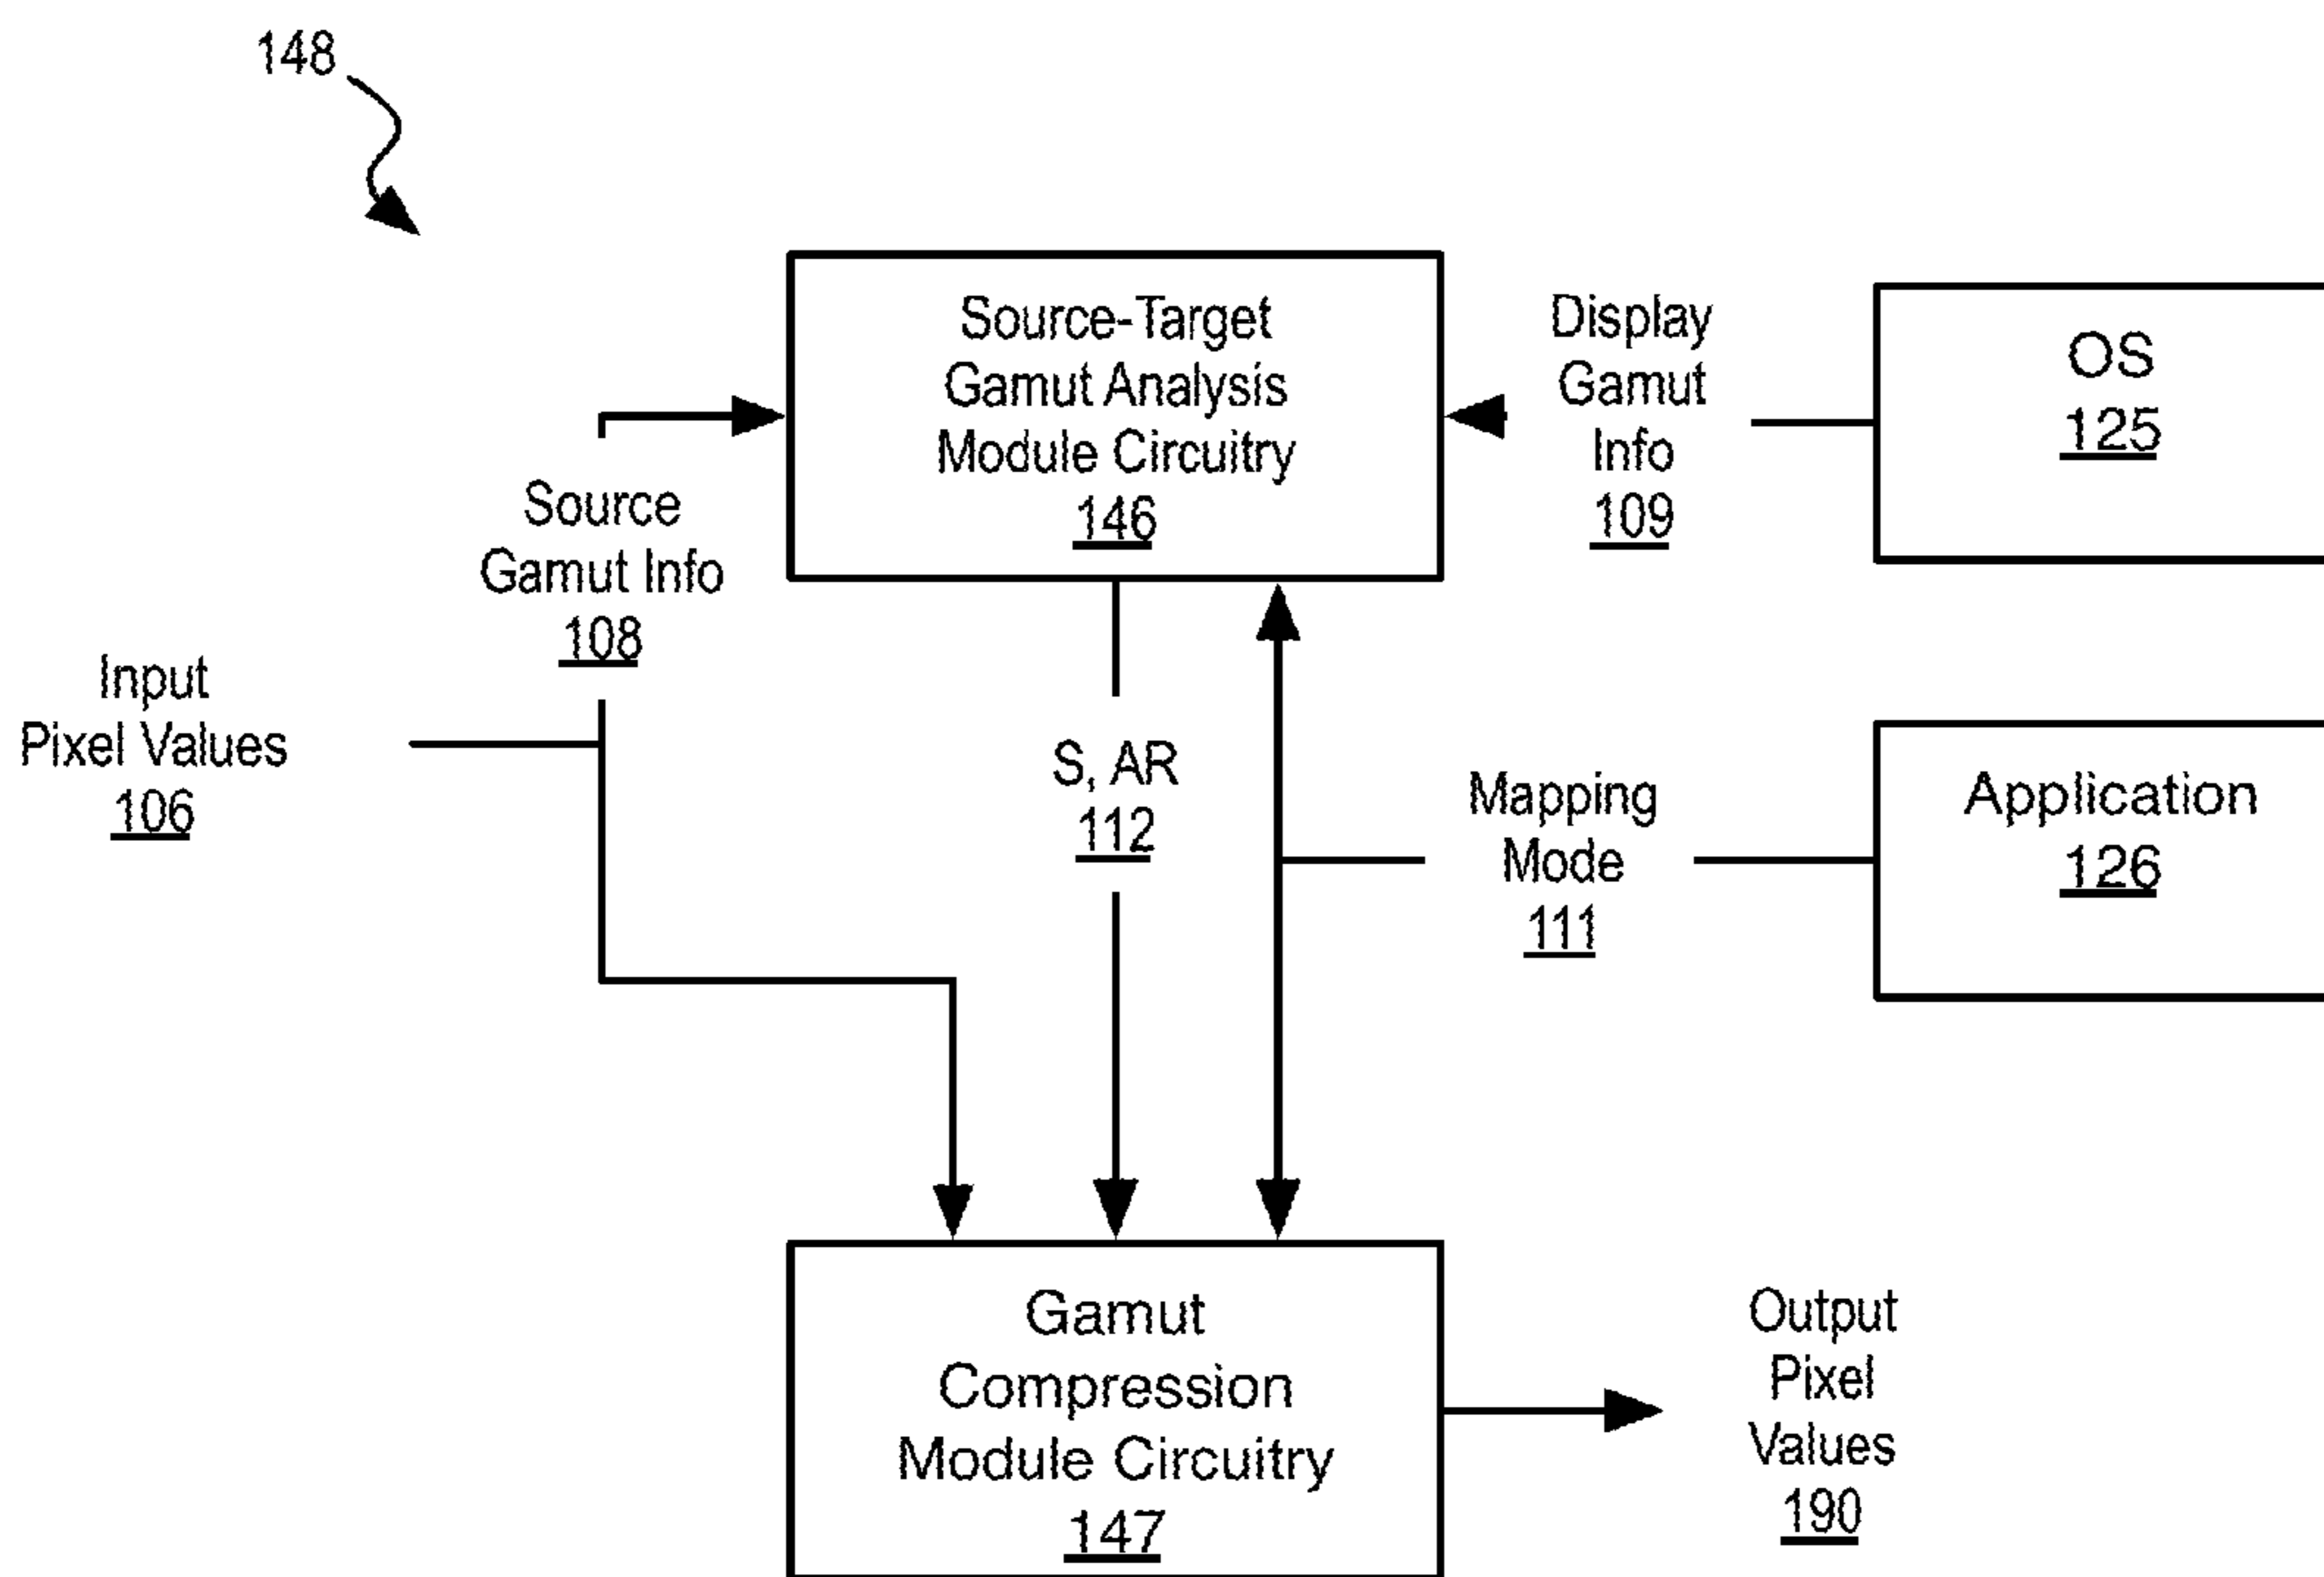 148
Source-Target
Gamut Analysis
Module Circuitry
146
Display
Gamut
Info
109
OS
125
Source
Gamut Info
108
Input
Pixel Values
106
S, AR
112
Mapping
Mode
111
Application
126
Gamut
Compression
Module Circuitry
147
Output
Pixel
Values
190